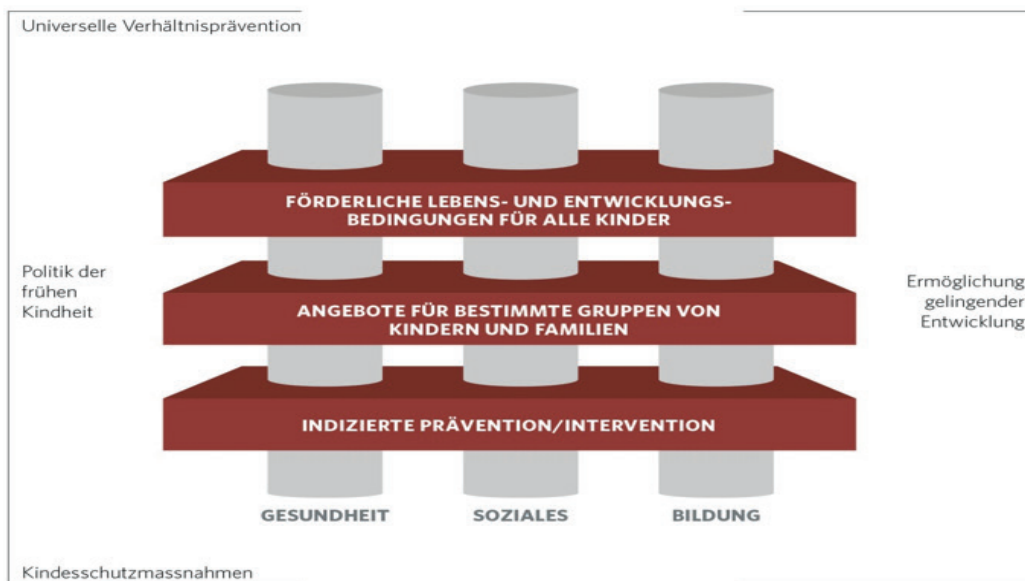 Universelle Verhältnisprävention
FÖRDERLICHE LEBENS- UND ENTWICKLUNGS-
BEDINGUNGEN FÜR ALLE KINDER
Politik der
frühen
Kindheit
ANGEBOTE FÜR BESTIMMTE GRUPPEN VON
KINDERN UND FAMILIEN
Ermöglichung
gelingender
Entwicklung
INDIZIERTE PRÄVENTION/INTERVENTION
GESUNDHEIT
SOZIALES
BILDUNG
Kindesschutzmassnahmen